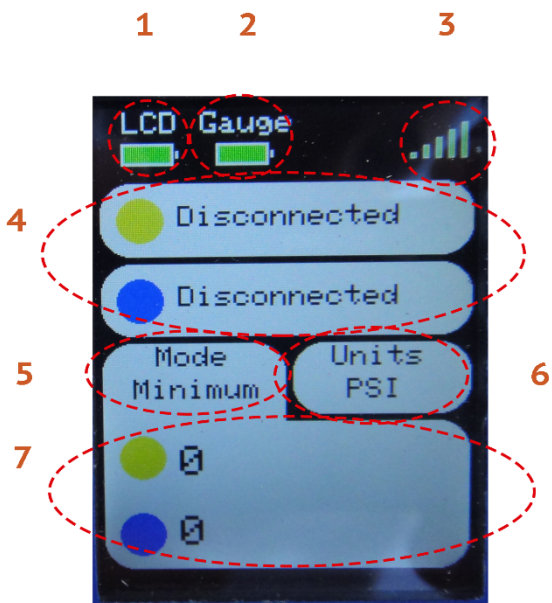 1 2 3
LCD Gauge
4
Disconnected
Disconnected
5
Mode
Minimum
Units
PSI
6
7
0
0